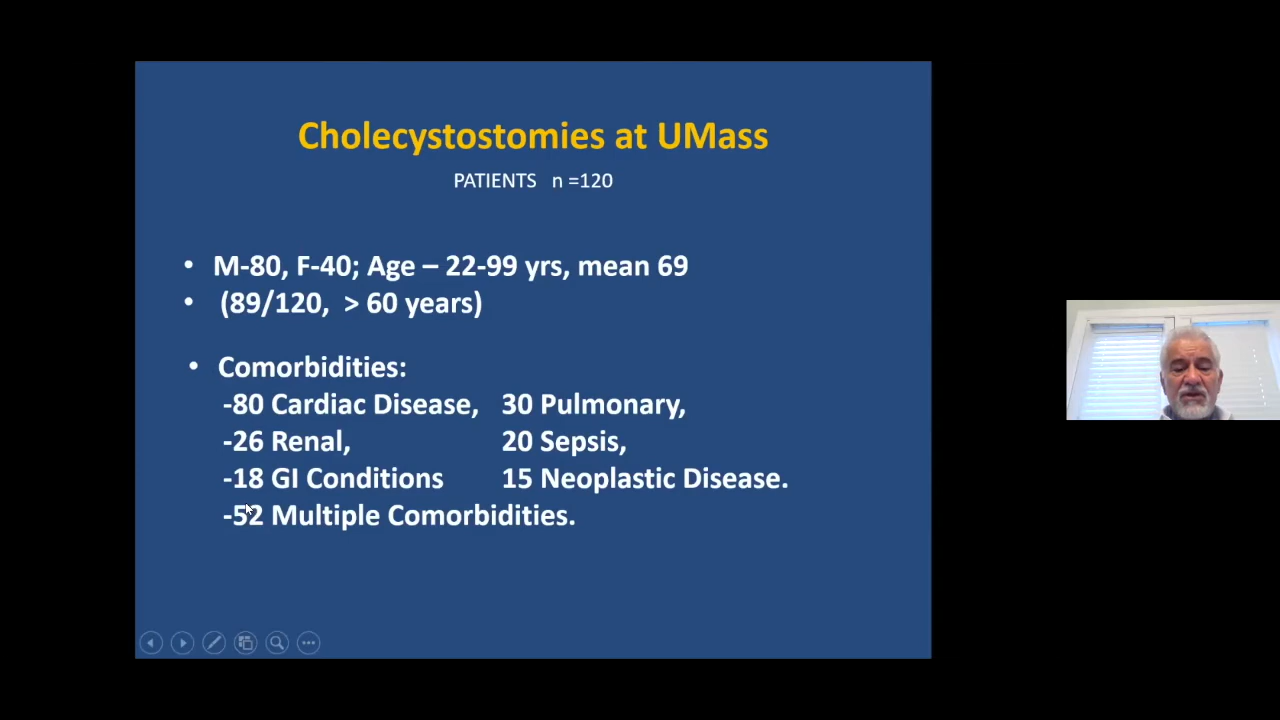 Cholecystostomies at UMass
PATIENTS n =120
• M-80, F-40; Age – 22-99 yrs, mean 69
• (89/120, > 60 years)
• Comorbidities:
-80 Cardiac Disease, 30 Pulmonary,
-26 Renal, 20 Sepsis,
-18 GI Conditions 15 Neoplastic Disease.
-52 Multiple Comorbidities.